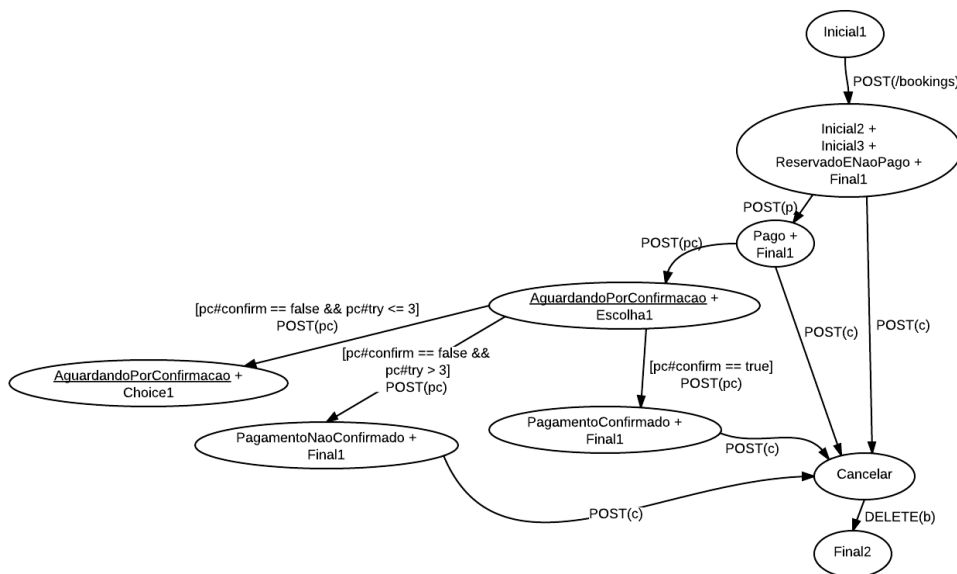 Inicial1
POST(/bookings)
Inicial2 +
Inicial3 +
ReservadoENaoPago +
Final1
POST(p)
Pago +
Final1
POST(pc)
AguardandoPorConfirmacao +
Escolha1
POST(c)
POST(c)
[pc#confirm == false && pc#try <= 3]
POST(pc)
[pc#confirm == false &&
pc#try > 3]
POST(pc)
[pc#confirm == true]
POST(pc)
AguardandoPorConfirmacao +
Choice1
PagamentoNaoConfirmado +
Final1
PagamentoConfirmado +
Final1
POST(c)
Cancelar
POST(c)
DELETE(b)
Final2